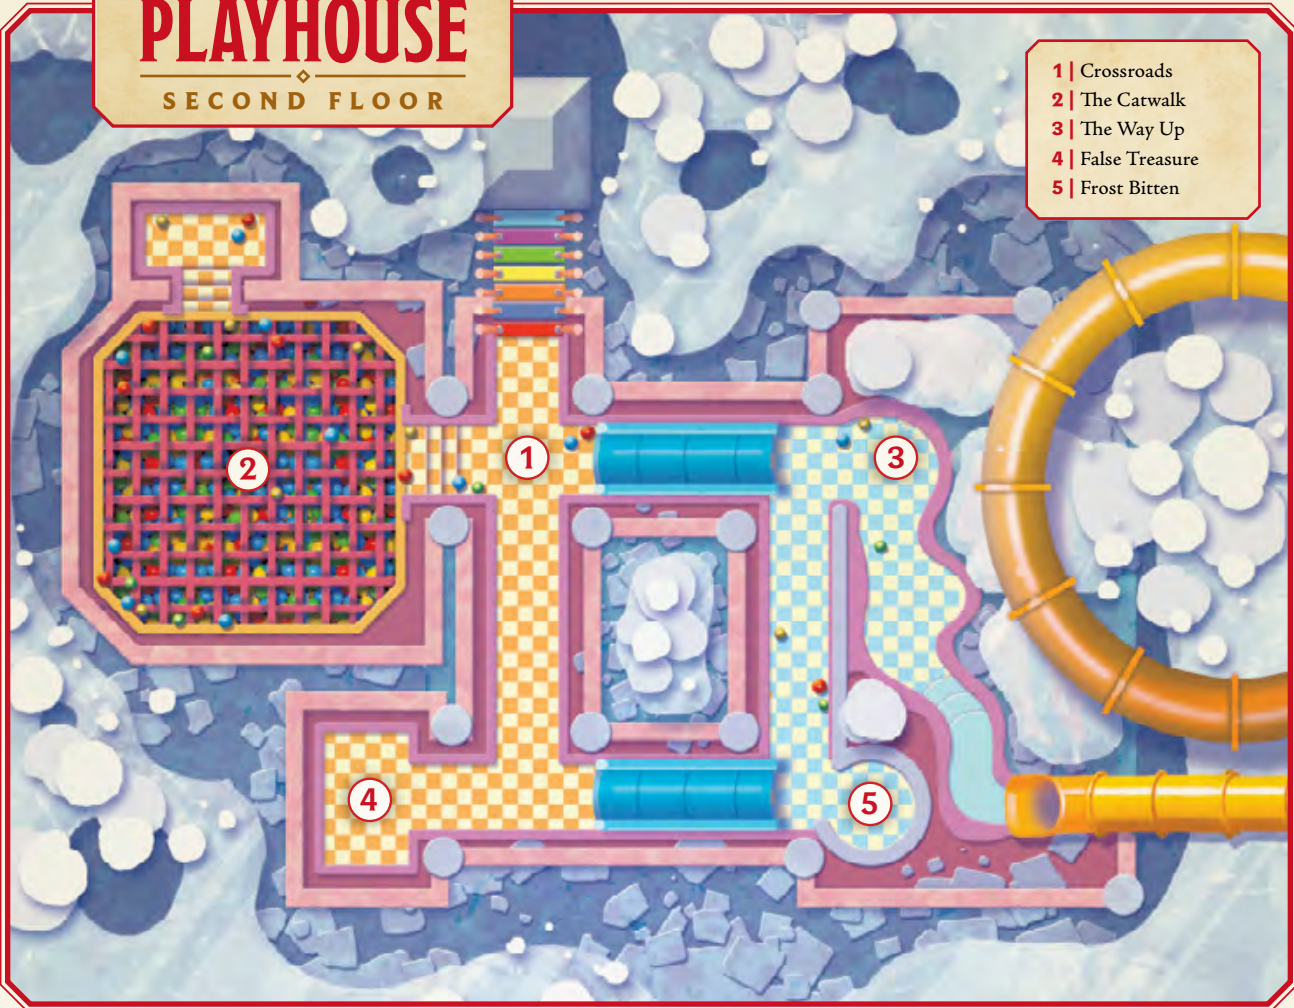 PLAYHOUSE
SECOND FLOOR
1 | Crossroads
2 | The Catwalk
3 | The Way Up
4 | False Treasure
5 | Frost Bitten
1
2
3
4
5